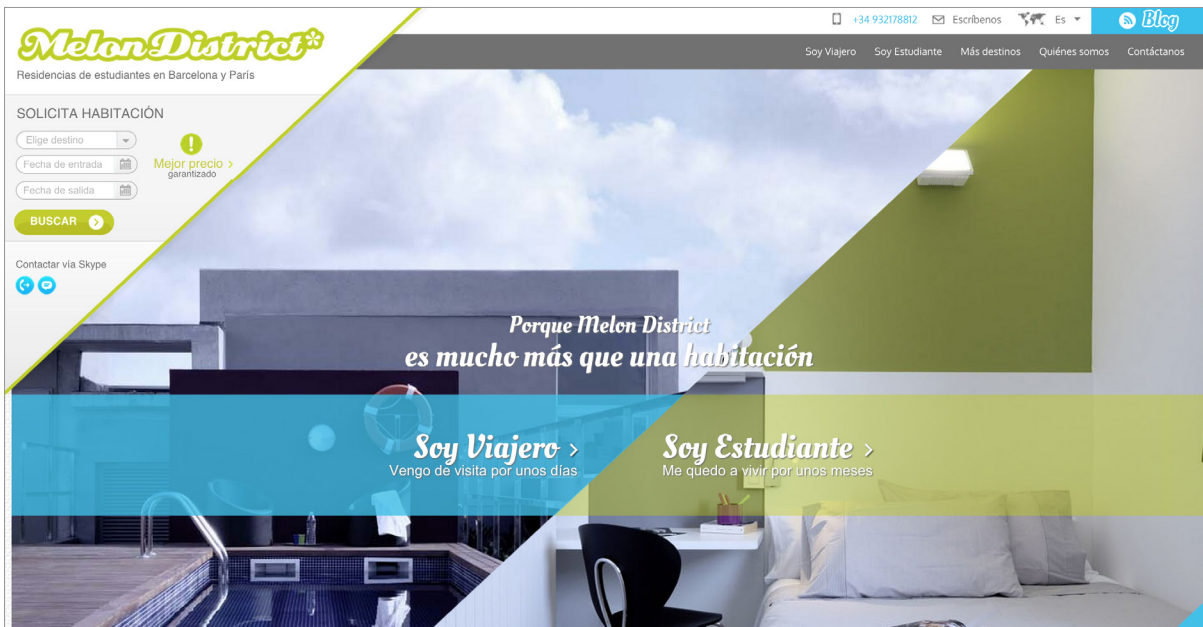 +34 932178812 Escríbenos Es Blog
Soy Viajero Soy Estudiante Más destinos Quiénes somos Contáctanos
Melon District*
Residencias de estudiantes en Barcelona y París
SOLICITA HABITACIÓN
Elige destino
Fecha de entrada
Fecha de salida
Mejor precio >
garantizado
BUSCAR
Contactar vía Skype
Porque Melon District
es mucho más que una habitación
Soy Viajero >
Vengo de visita por unos días
Soy Estudiante >
Me quedo a vivir por unos meses